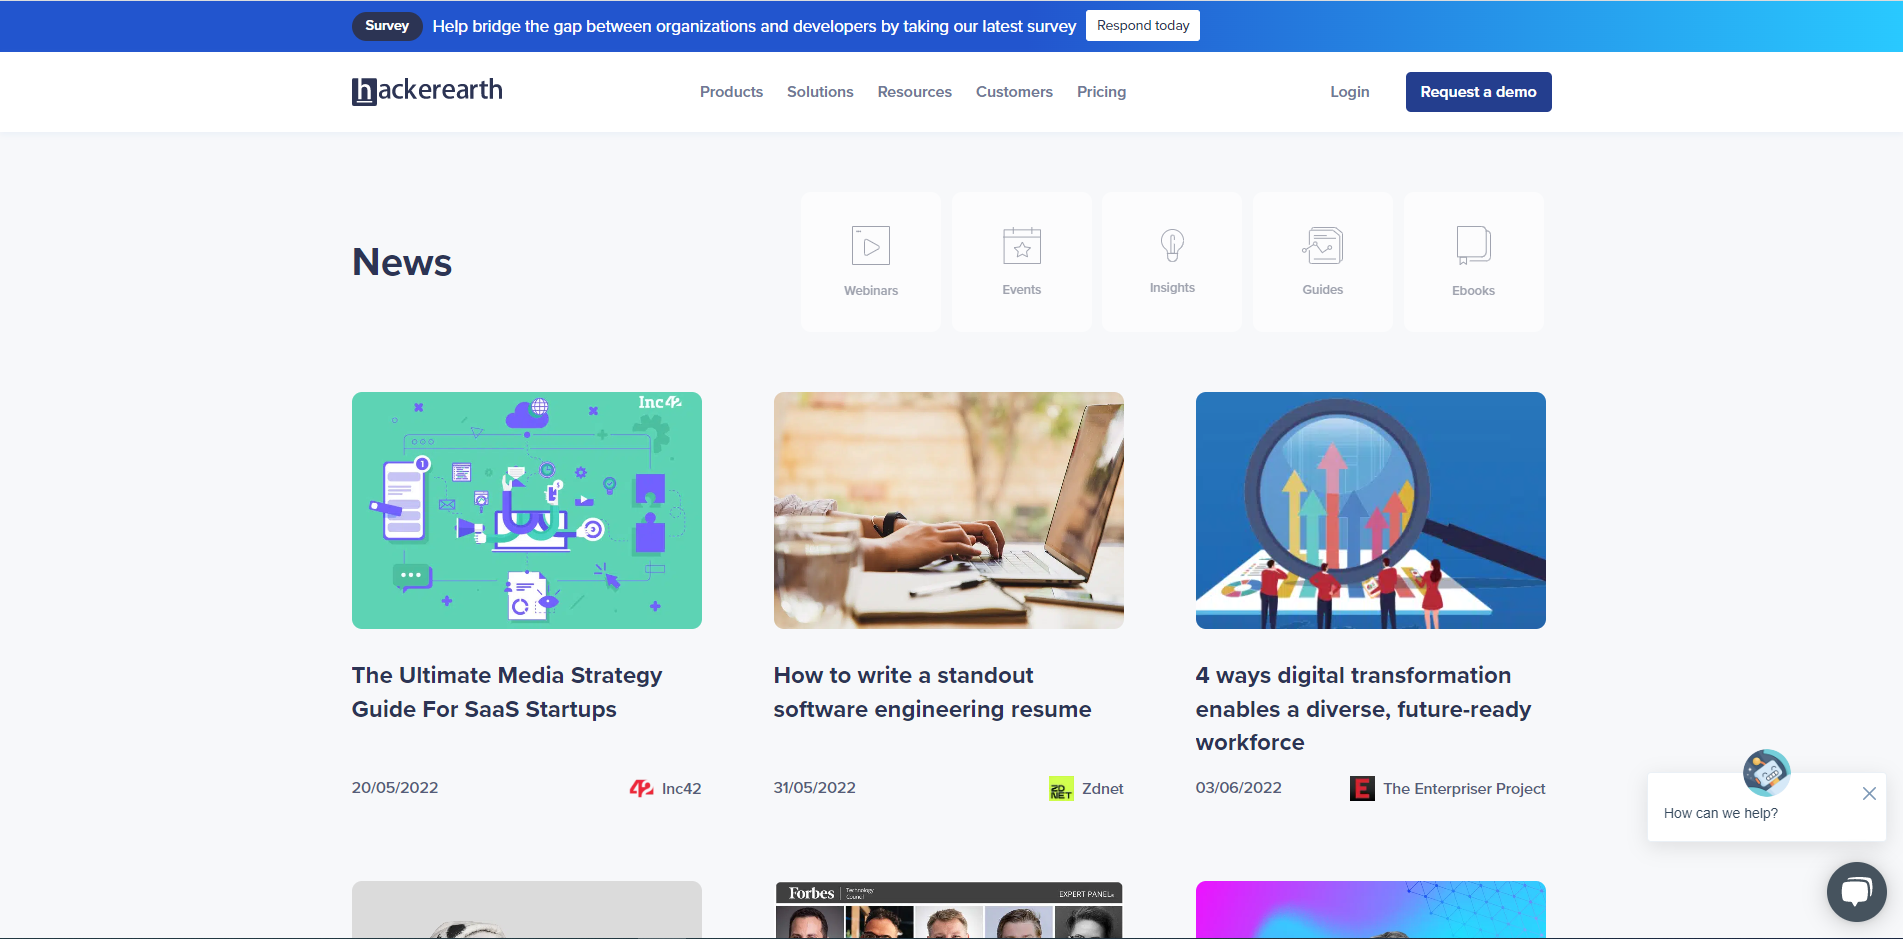 Survey Help bridge the gap between organizations and developers by taking our latest survey Respond today
hackerearth Products Solutions Resources Customers Pricing Login Request a demo
News
Webinars Events Insights Guides Ebooks
Inc42
1
The Ultimate Media Strategy
Guide For SaaS Startups
20/05/2022 Inc42
How to write a standout
software engineering resume
31/05/2022 ZDNET Zdnet
4 ways digital transformation
enables a diverse, future-ready
workforce
03/06/2022 E The Enterpriser Project
How can we help?
Forbes Technology
Council EXPERT PANEL®